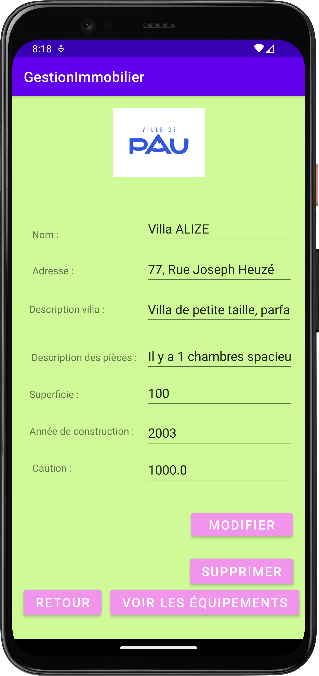 8:18
GestionImmobilier
VILLE DE
PAU
Nom : Villa ALIZE
Adresse : 77, Rue Joseph Heuzé
Description villa : Villa de petite taille, parfa
Description des pièces : Il y a 1 chambres spacieu
Superficie : 100
Année de construction : 2003
Caution : 1000.0
MODIFIER
SUPPRIMER
RETOUR VOIR LES ÉQUIPEMENTS